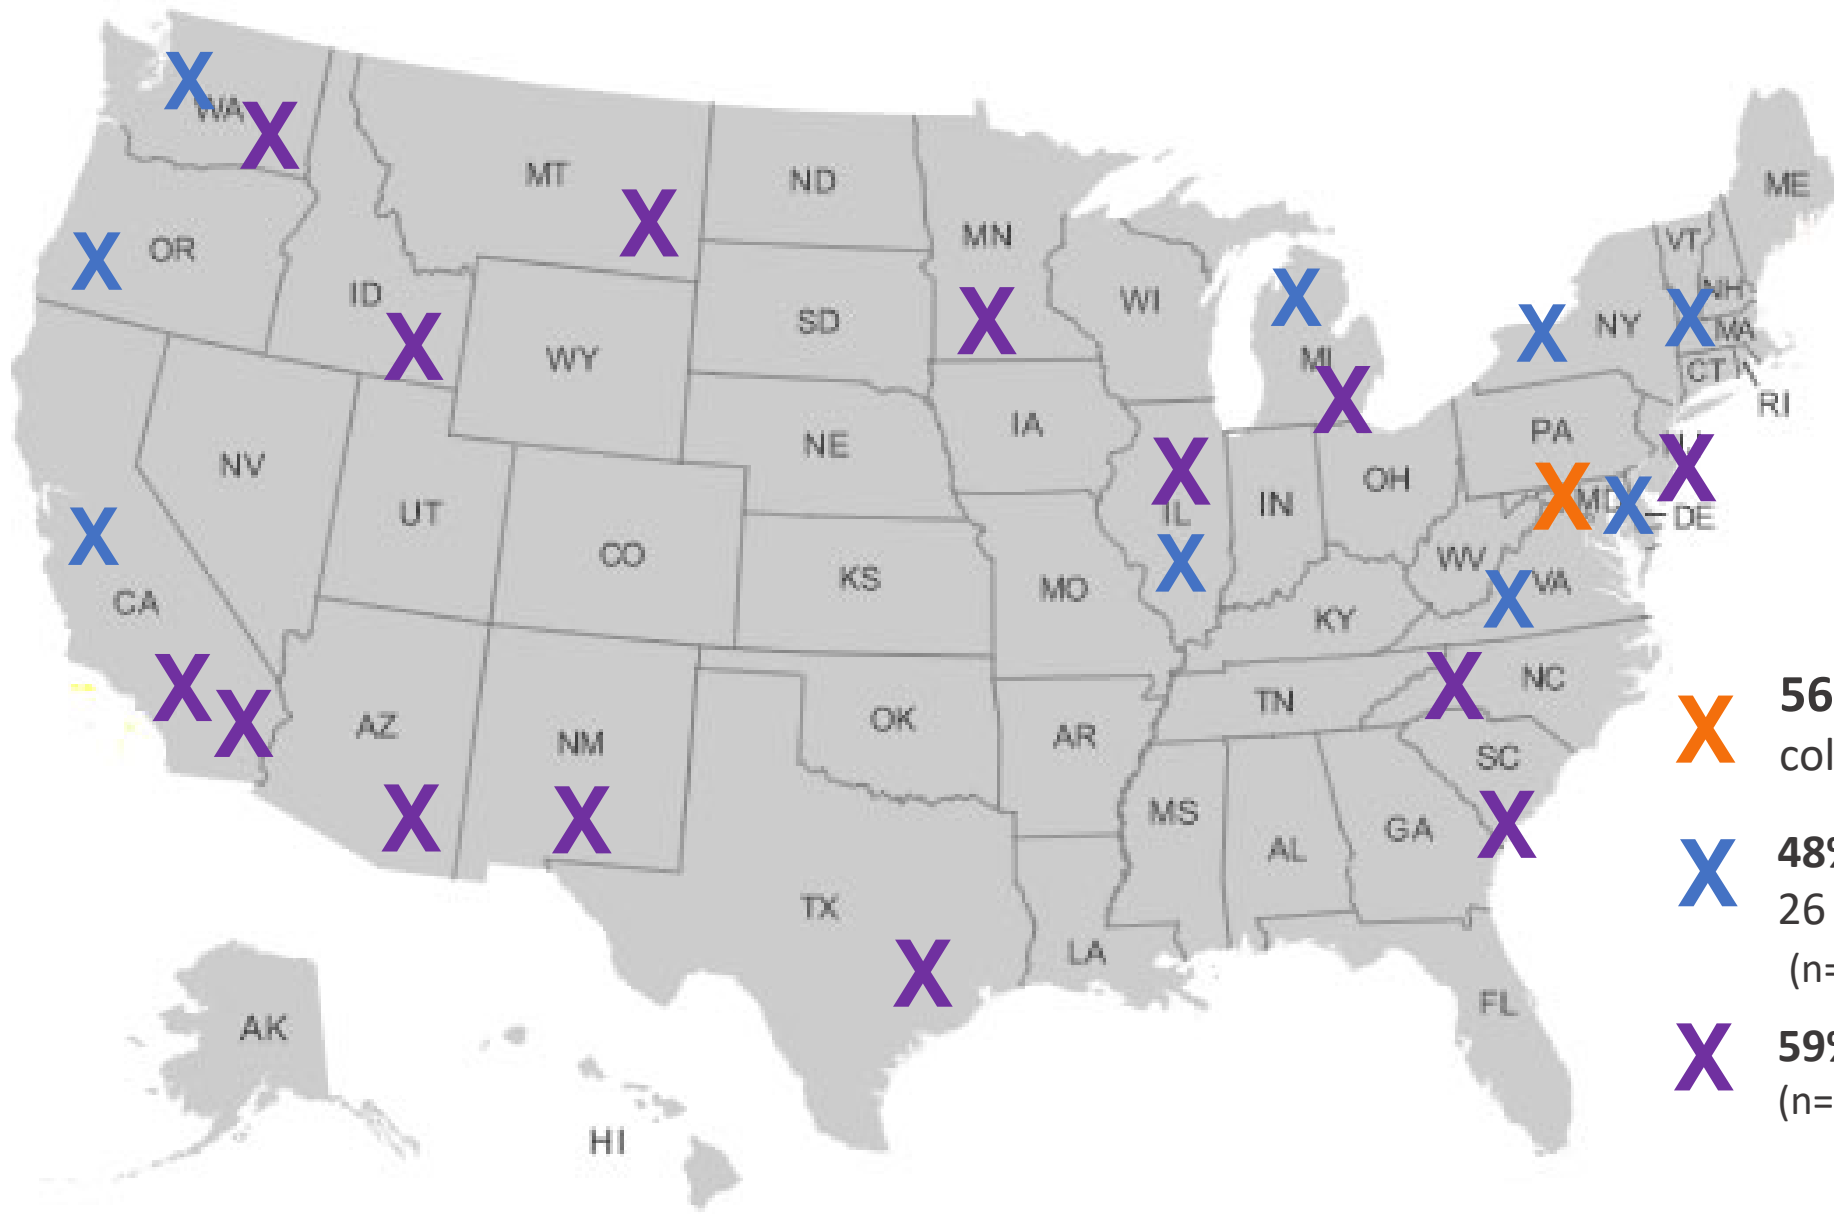 WA
MT
ND
ME
OR
MN
VT
ID
NH
WI
SD
NY
MA
WY
MI
CT
RI
IA
PA
NE
NJ
NV
OH
IL
IN
MD
UT
DE
CO
KS
WV
MO
VA
CA
KY
NC
TN
AZ
NM
OK
AR
SC
MS
GA
AL
TX
LA
FL
AK
HI
X 56
col
X 48%
26
(n=
X 59%
(n=